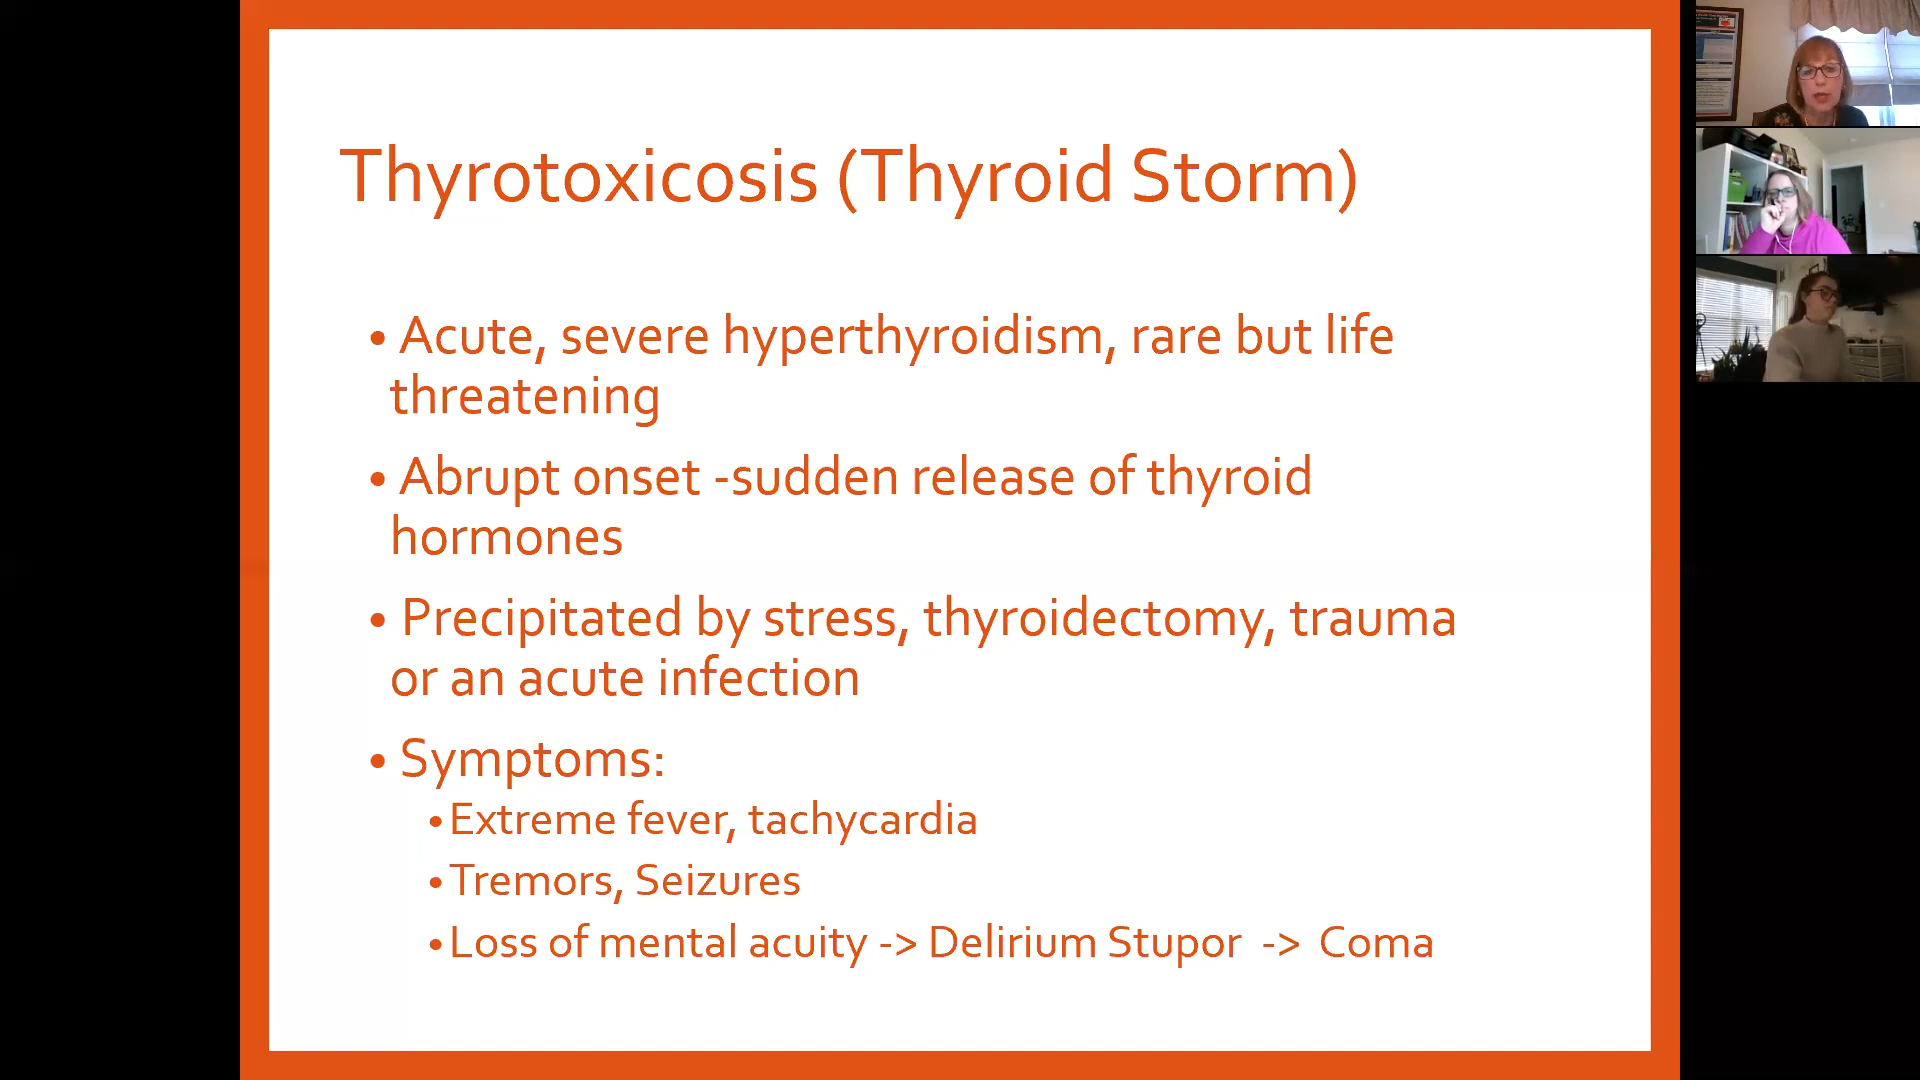 Thyrotoxicosis (Thyroid Storm)
• Acute, severe hyperthyroidism, rare but life
threatening
• Abrupt onset -sudden release of thyroid
hormones
• Precipitated by stress, thyroidectomy, trauma
or an acute infection
• Symptoms:
• Extreme fever, tachycardia
• Tremors, Seizures
• Loss of mental acuity -> Delirium Stupor -> Coma